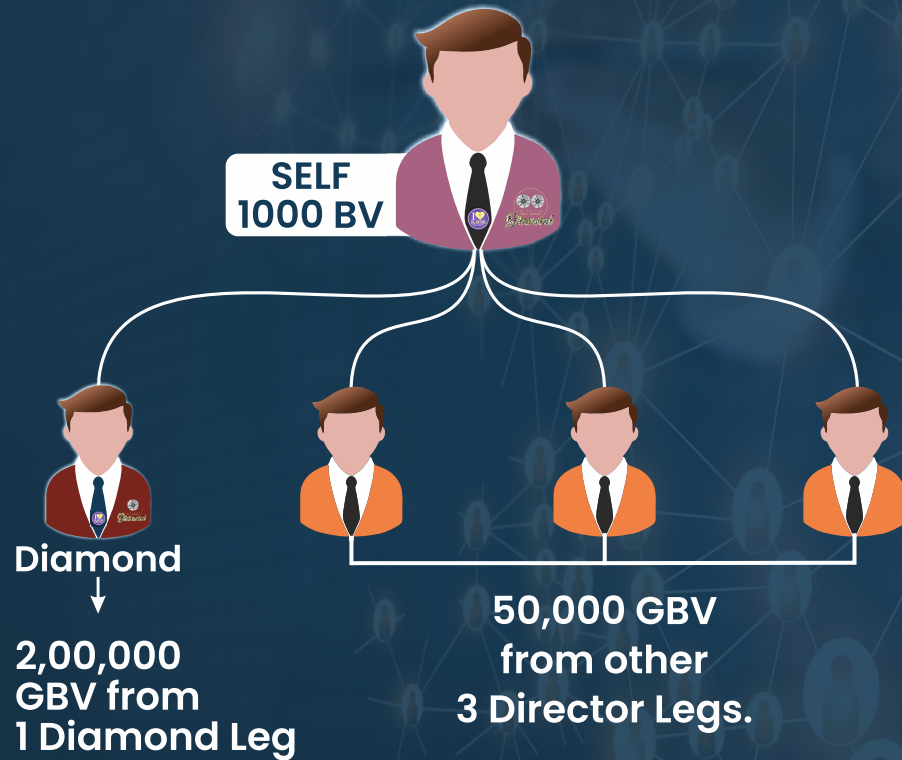 SELF
1000 BV
Diamond
2,00,000
GBV from
1 Diamond Leg
50,000 GBV
from other
3 Director Legs.